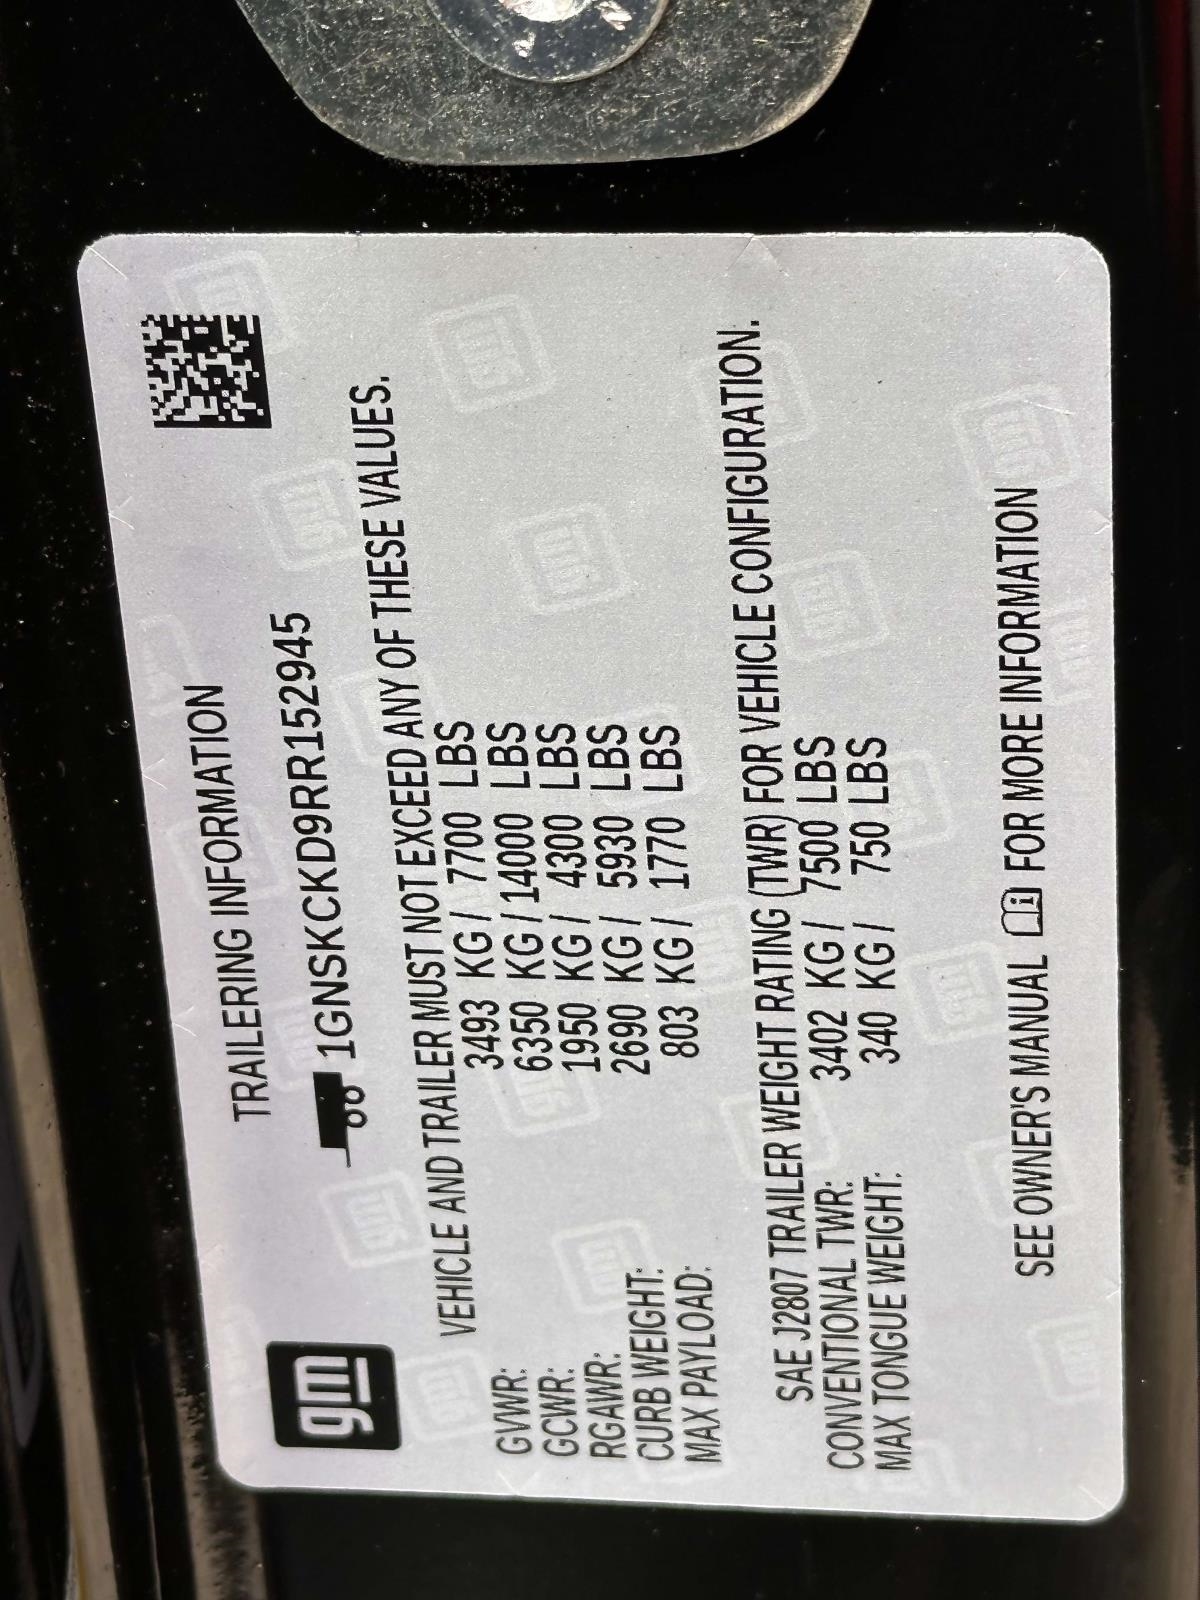 TRAILERING INFORMATION
gm
1GNSKCKD9RR152945
VEHICLE AND TRAILER MUST NOT EXCEED ANY OF THESE VALUES.
GVWR: 3493 KG / 7700 LBS
GCWR: 6350 KG / 14000 LBS
RGAWR: 1950 KG / 4300 LBS
CURB WEIGHT: 2690 KG / 5930 LBS
MAX PAYLOAD: 803 KG / 1770 LBS
SAE J2807 TRAILER WEIGHT RATING (TWR) FOR VEHICLE CONFIGURATION.
CONVENTIONAL TWR: 3402 KG / 7500 LBS
MAX TONGUE WEIGHT: 340 KG / 750 LBS
SEE OWNER'S MANUAL i FOR MORE INFORMATION